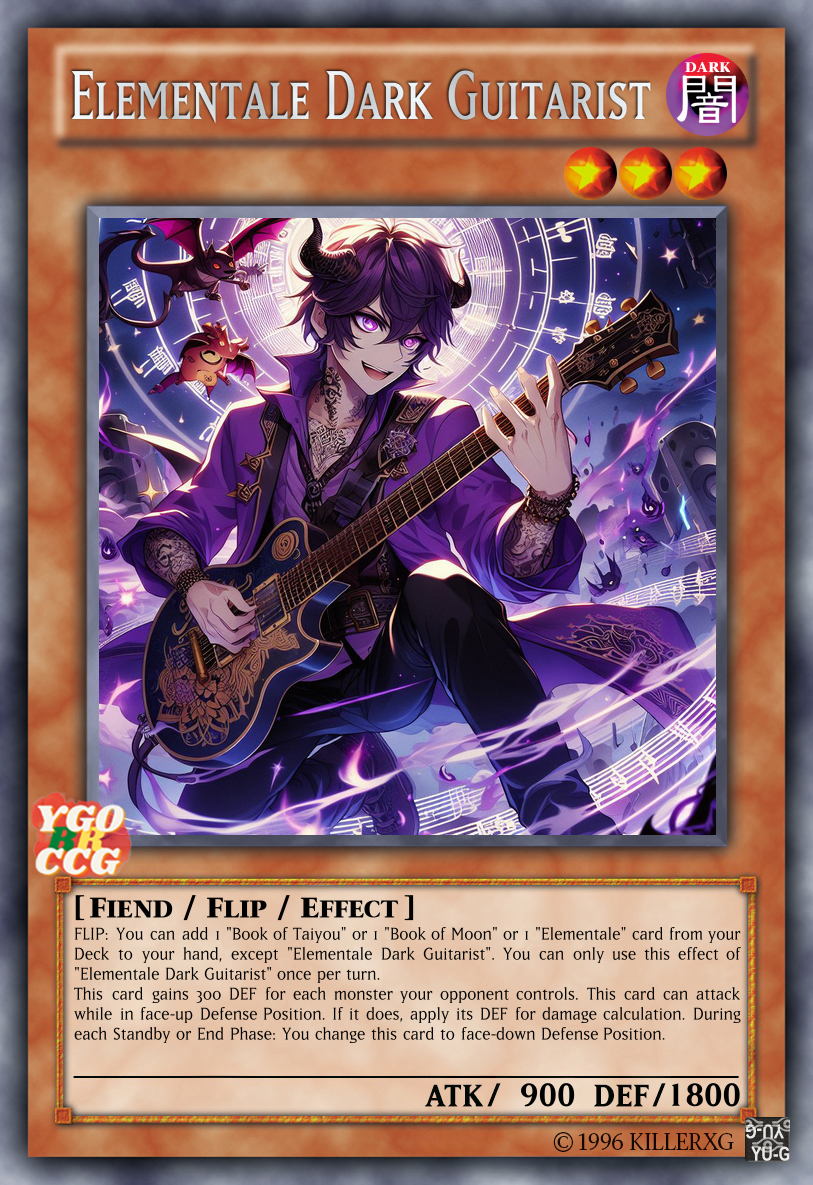 Elementale Dark Guitarist
DARK
闇
YGO
BR
CCG
[ Fiend / Flip / Effect ]
FLIP: You can add 1 "Book of Taiyou" or 1 "Book of Moon" or 1 "Elementale" card from your
Deck to your hand, except "Elementale Dark Guitarist". You can only use this effect of
"Elementale Dark Guitarist" once per turn.
This card gains 300 DEF for each monster your opponent controls. This card can attack
while in face-up Defense Position. If it does, apply its DEF for damage calculation. During
each Standby or End Phase: You change this card to face-down Defense Position.
ATK/ 900 DEF/1800
© 1996 KILLERXG
YU-G
YU-G